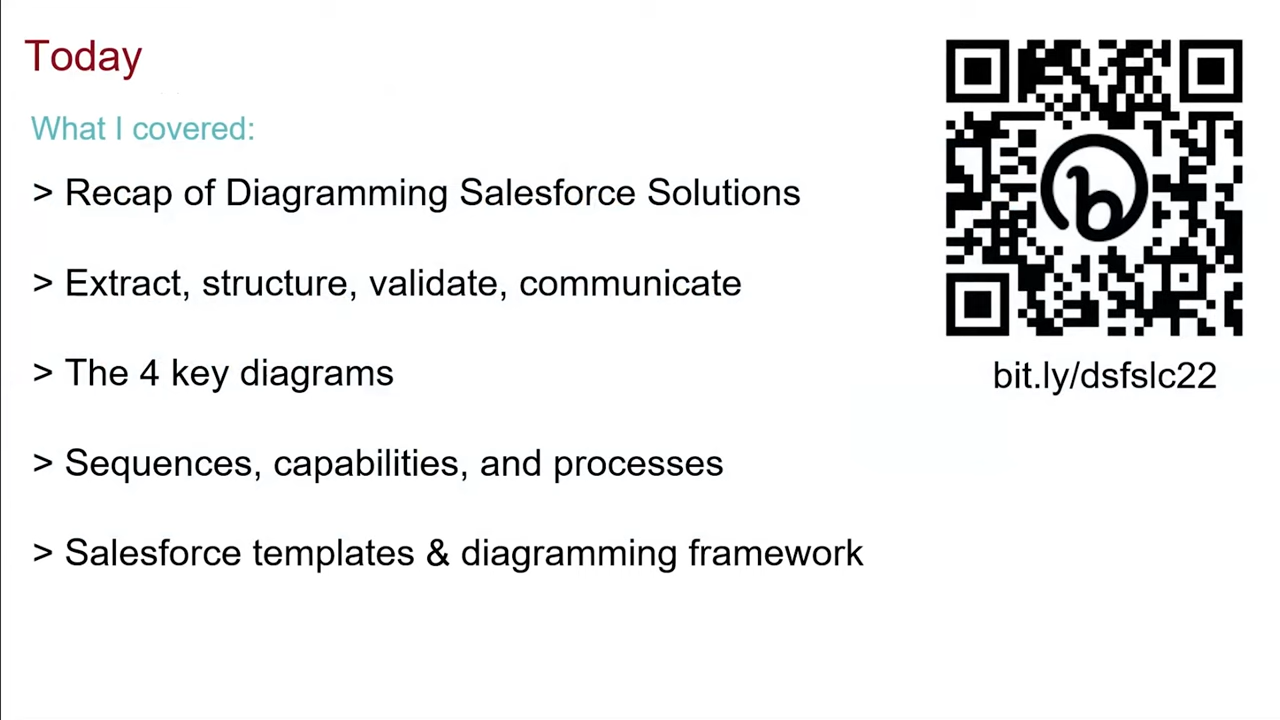 Today
What I covered:
> Recap of Diagramming Salesforce Solutions
> Extract, structure, validate, communicate
> The 4 key diagrams
> Sequences, capabilities, and processes
> Salesforce templates & diagramming framework
b
bit.ly/dsfslc22